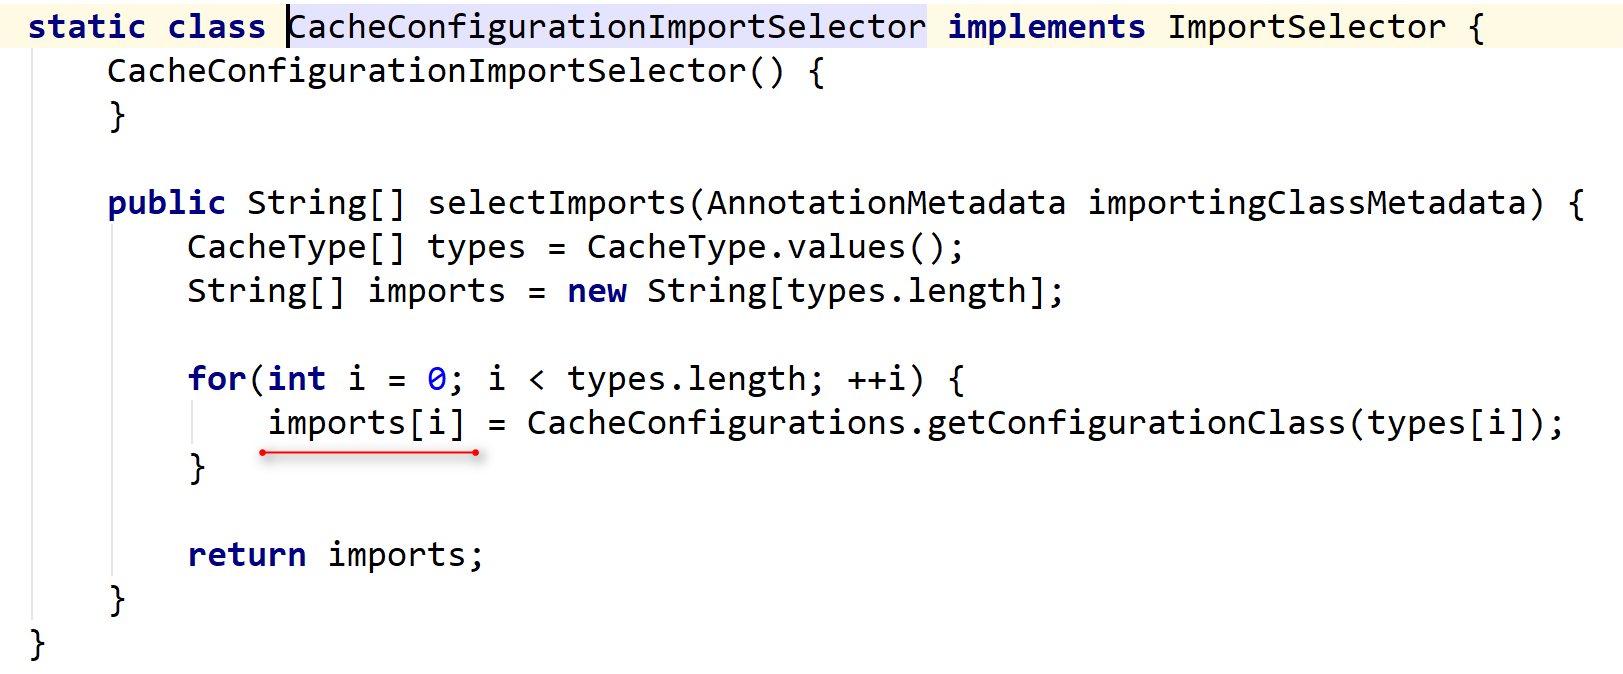 static class CacheConfigurationImportSelector implements ImportSelector {
CacheConfigurationImportSelector() {
}
public String[] selectImports(AnnotationMetadata importingClassMetadata) {
CacheType[] types = CacheType.values();
String[] imports = new String[types.length];
for(int i = 0; i < types.length; ++i) {
imports[i] = CacheConfigurations.getConfigurationClass(types[i]);
}
return imports;
}
}